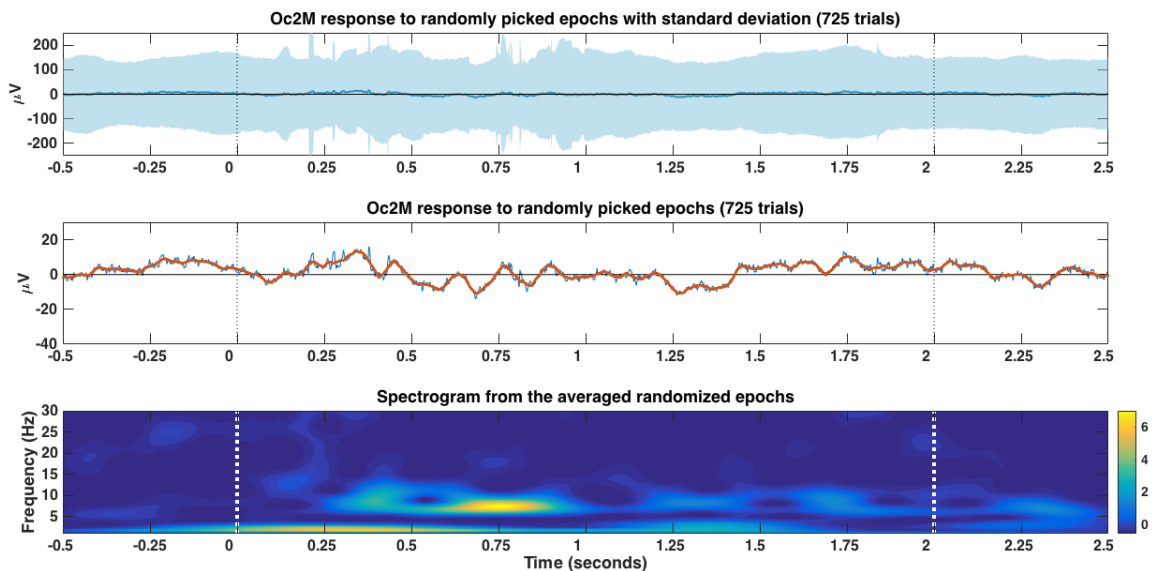 Oc2M response to randomly picked epochs with standard deviation (725 trials)
200
100
0
-100
-200
μV
-0.5 -0.25 0 0.25 0.5 0.75 1 1.25 1.5 1.75 2 2.25 2.5
Oc2M response to randomly picked epochs (725 trials)
20
0
-20
-40
μV
-0.5 -0.25 0 0.25 0.5 0.75 1 1.25 1.5 1.75 2 2.25 2.5
Spectrogram from the averaged randomized epochs
30
25
20
15
10
5
Frequency (Hz)
6
4
2
0
-0.5 -0.25 0 0.25 0.5 0.75 1 1.25 1.5 1.75 2 2.25 2.5
Time (seconds)